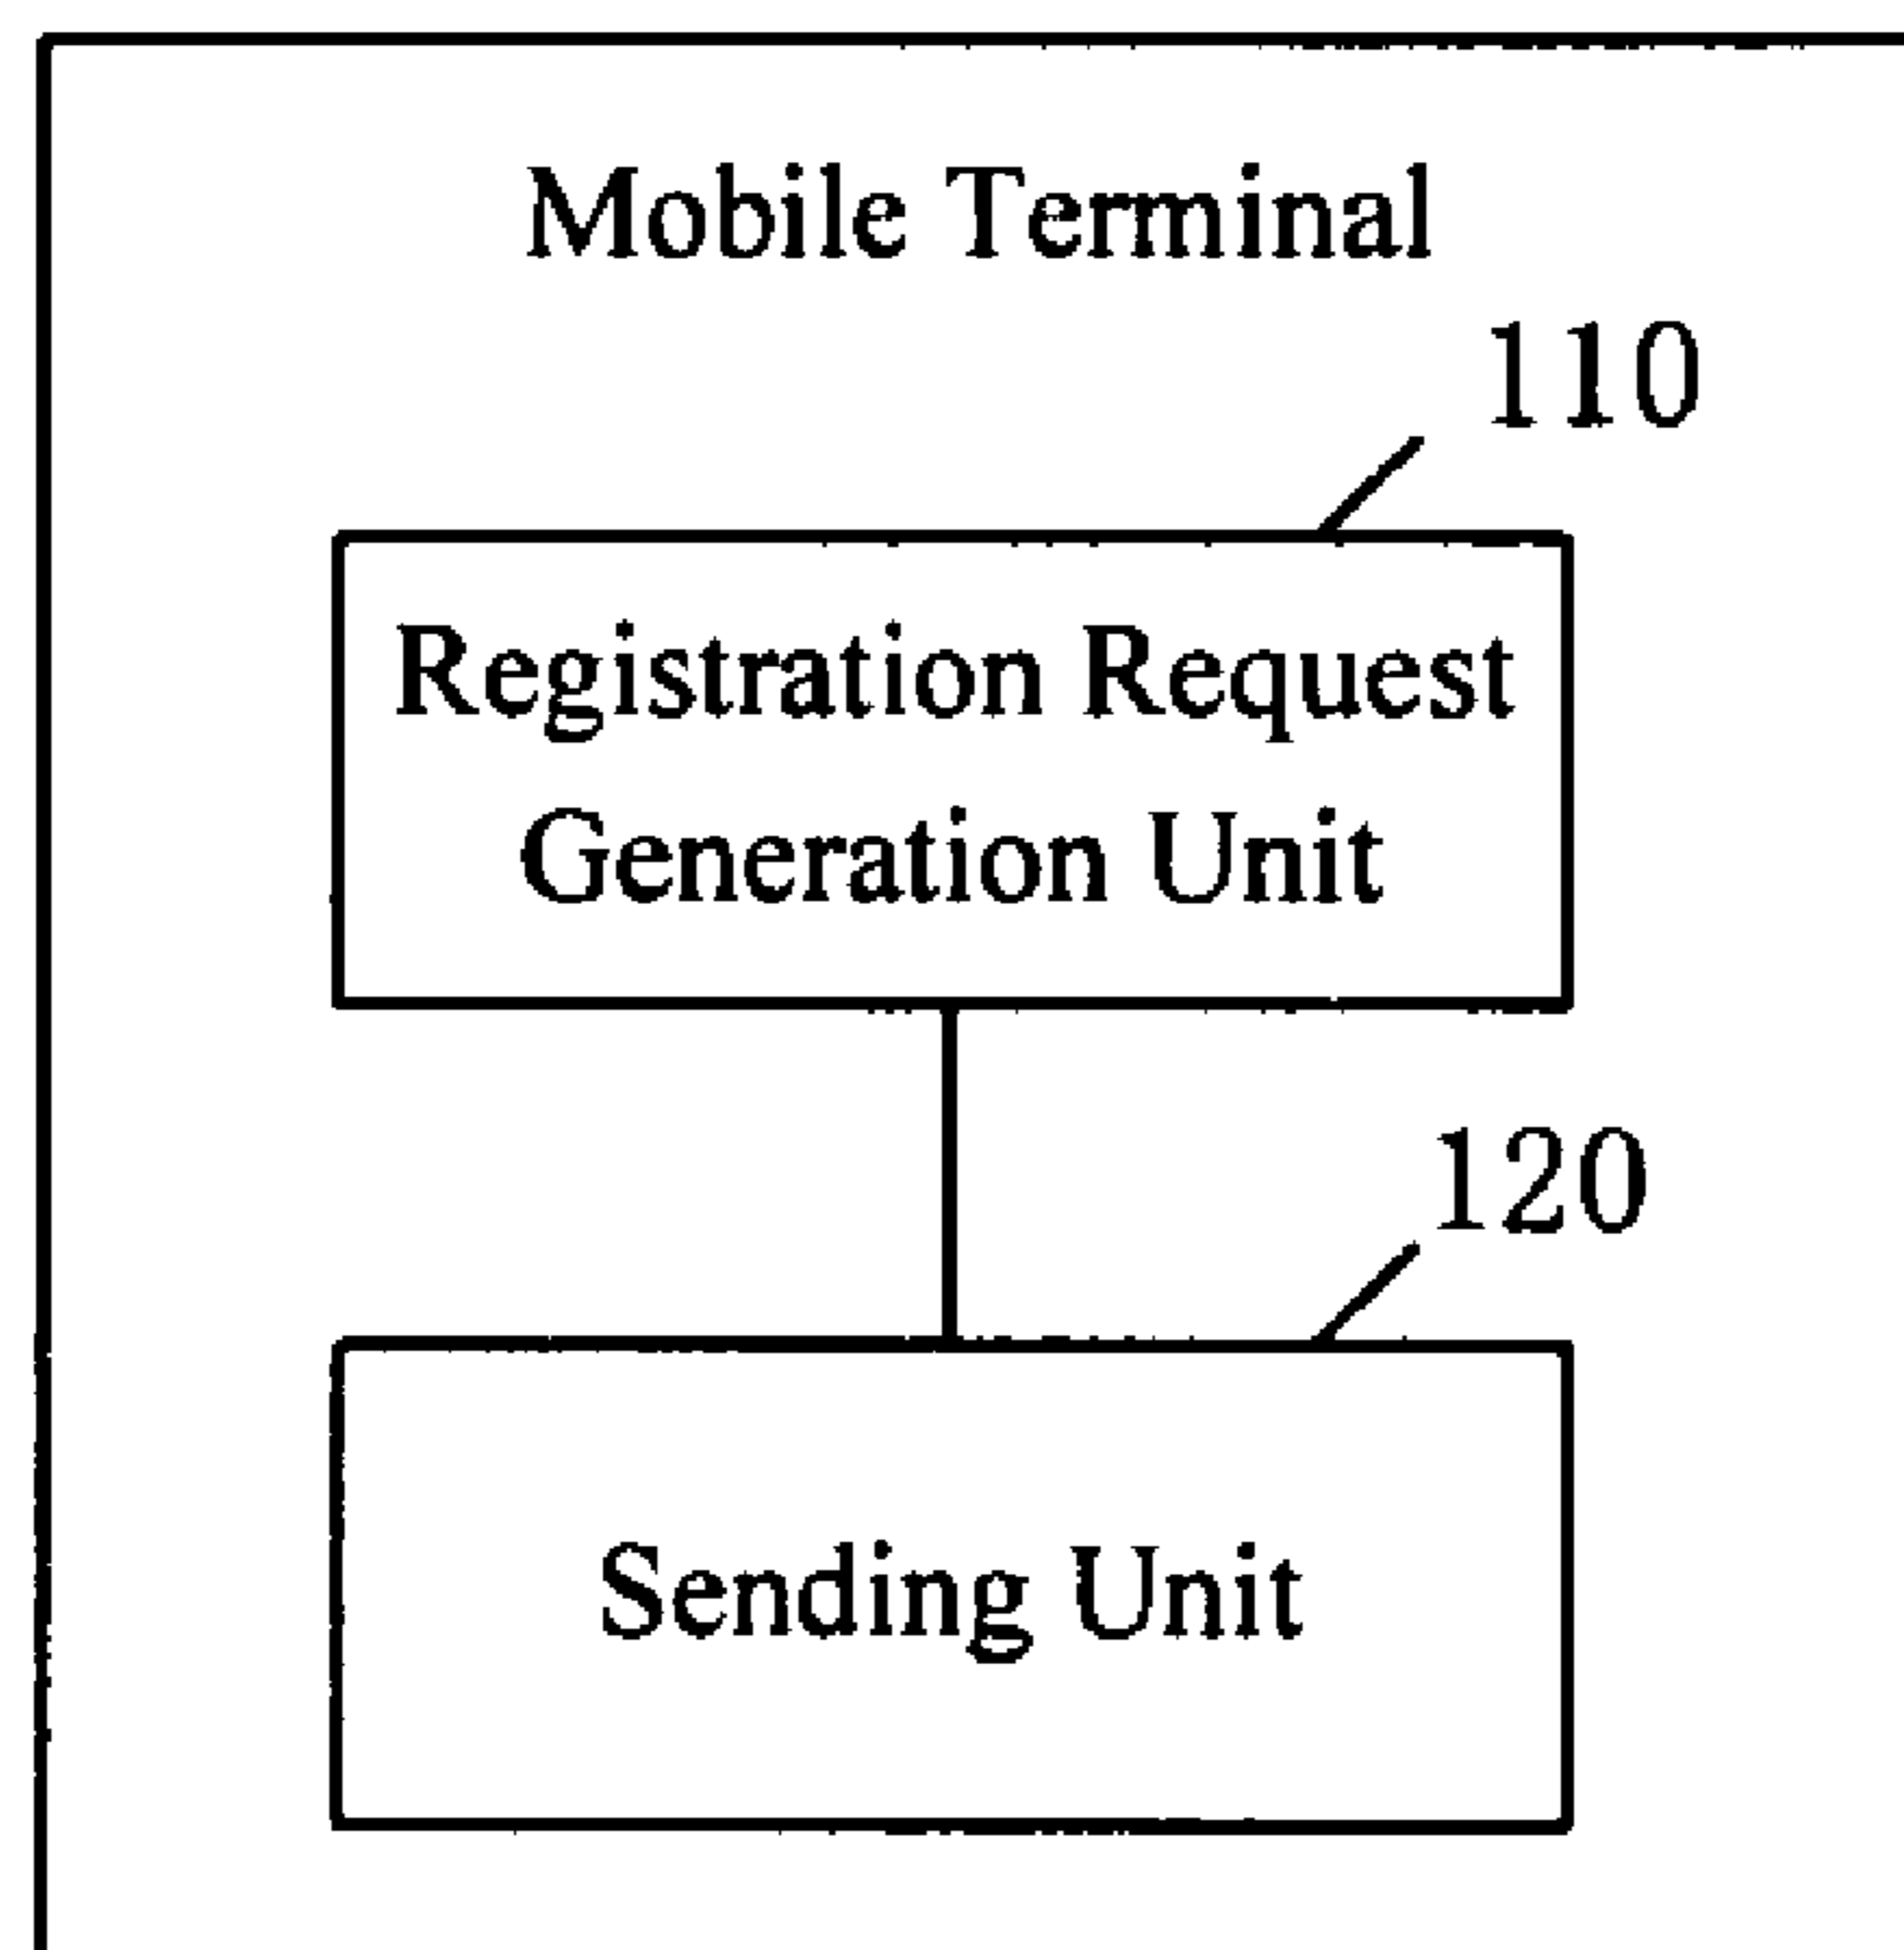 Mobile Terminal
110
Registration Request
Generation Unit
120
Sending Unit